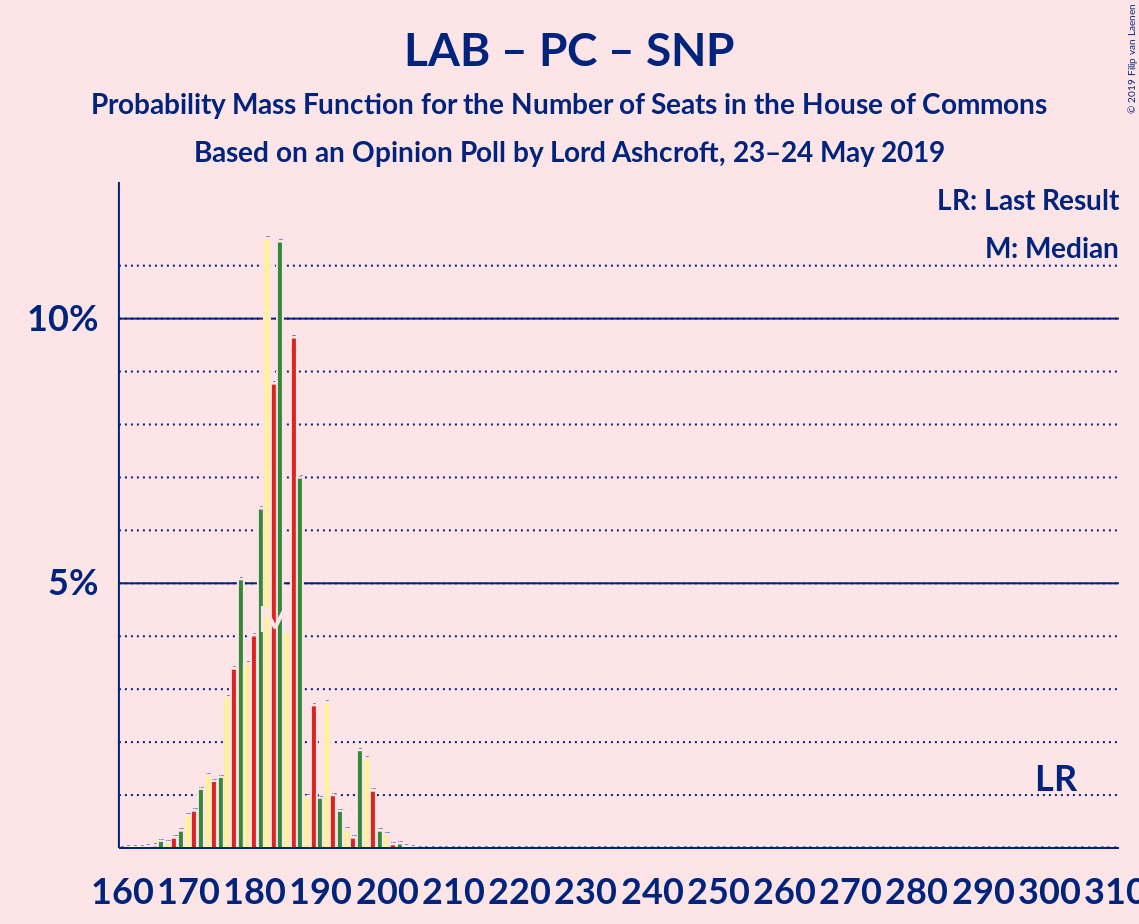 LAB – PC – SNP
Probability Mass Function for the Number of Seats in the House of Commons
Based on an Opinion Poll by Lord Ashcroft, 23–24 May 2019
© 2019 Filip van Laenen
LR: Last Result
M: Median
10%
5%
M
LR
160 170 180 190 200 210 220 230 240 250 260 270 280 290 300 310